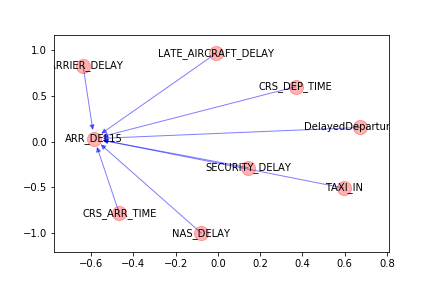 1.0
LATE_AIRCRAFT_DELAY
RRIER_DELAY
CRS_DEP_TIME
0.5
DelayedDepartur
ARR_DEL15
0.0
SECURITY_DELAY
TAXI_IN
−0.5
CRS_ARR_TIME
NAS_DELAY
−1.0
−0.6 −0.4 −0.2 0.0 0.2 0.4 0.6 0.8